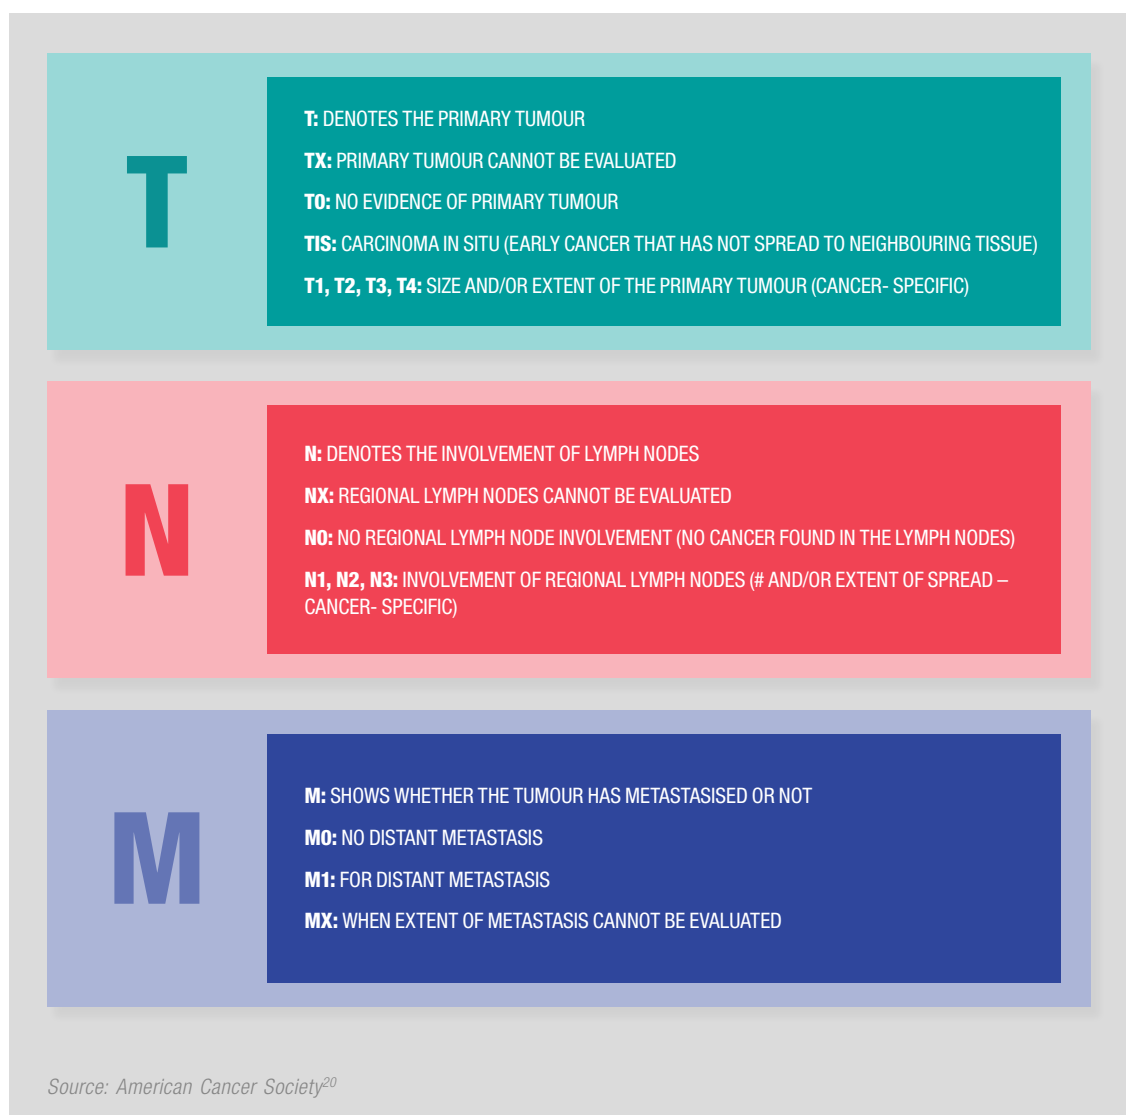 T
T: DENOTES THE PRIMARY TUMOUR
TX: PRIMARY TUMOUR CANNOT BE EVALUATED
T0: NO EVIDENCE OF PRIMARY TUMOUR
TIS: CARCINOMA IN SITU (EARLY CANCER THAT HAS NOT SPREAD TO NEIGHBOURING TISSUE)
T1, T2, T3, T4: SIZE AND/OR EXTENT OF THE PRIMARY TUMOUR (CANCER- SPECIFIC)
N
N: DENOTES THE INVOLVEMENT OF LYMPH NODES
NX: REGIONAL LYMPH NODES CANNOT BE EVALUATED
N0: NO REGIONAL LYMPH NODE INVOLVEMENT (NO CANCER FOUND IN THE LYMPH NODES)
N1, N2, N3: INVOLVEMENT OF REGIONAL LYMPH NODES (# AND/OR EXTENT OF SPREAD –
CANCER- SPECIFIC)
M
M: SHOWS WHETHER THE TUMOUR HAS METASTASISED OR NOT
M0: NO DISTANT METASTASIS
M1: FOR DISTANT METASTASIS
MX: WHEN EXTENT OF METASTASIS CANNOT BE EVALUATED
Source: American Cancer Society20